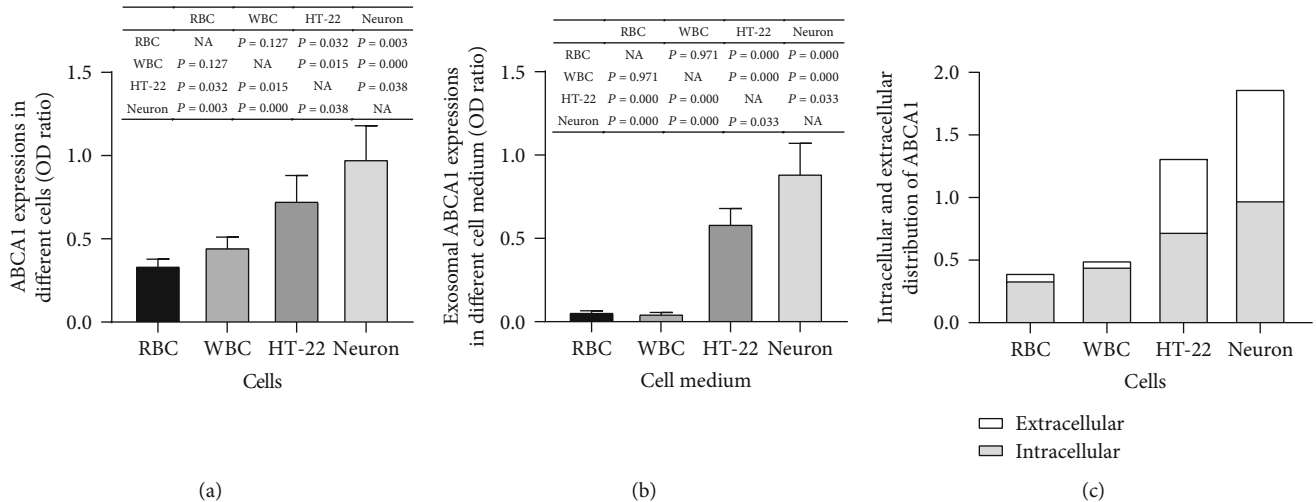 RBC WBC HT-22 Neuron
RBC NA P = 0.127 P = 0.032 P = 0.003
WBC P = 0.127 NA P = 0.015 P = 0.000
HT-22 P = 0.032 P = 0.015 NA P = 0.038
Neuron P = 0.003 P = 0.000 P = 0.038 NA
ABCA1 expressions in
different cells (OD ratio)
1.5
1.0
0.5
0.0
RBC WBC HT-22 Neuron
Cells
(a)
RBC WBC HT-22 Neuron
RBC NA P = 0.971 P = 0.000 P = 0.000
WBC P = 0.971 NA P = 0.000 P = 0.000
HT-22 P = 0.000 P = 0.000 NA P = 0.033
Neuron P = 0.000 P = 0.000 P = 0.033 NA
Exosomal ABCA1 expressions
in different cell medium (OD ratio)
1.5
1.0
0.5
0.0
RBC WBC HT-22 Neuron
Cell medium
(b)
Intracellular and extracellular
distribution of ABCA1
2.0
1.5
1.0
0.5
0.0
RBC WBC HT-22 Neuron
Cells
Extracellular
Intracellular
(c)